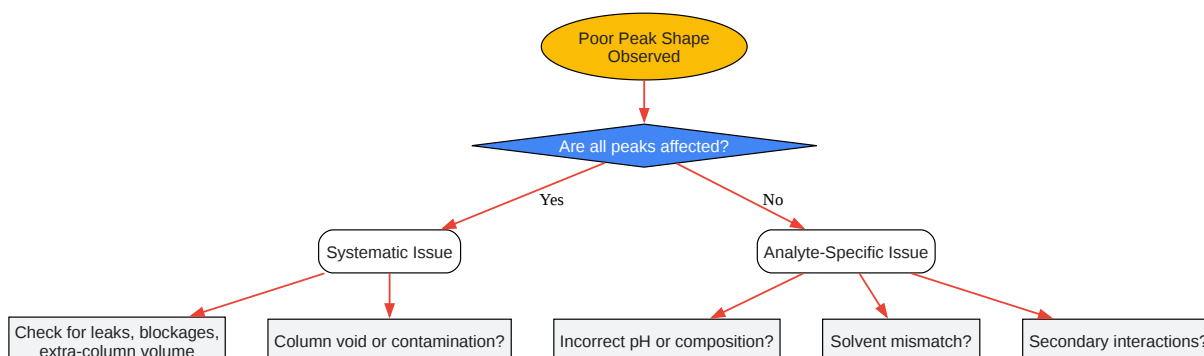 Poor Peak Shape
Observed
Are all peaks affected?
Yes
No
Systematic Issue
Analyte-Specific Issue
Check for leaks, blockages,
extra-column volume
Column void or contamination?
Incorrect pH or composition?
Solvent mismatch?
Secondary interactions?